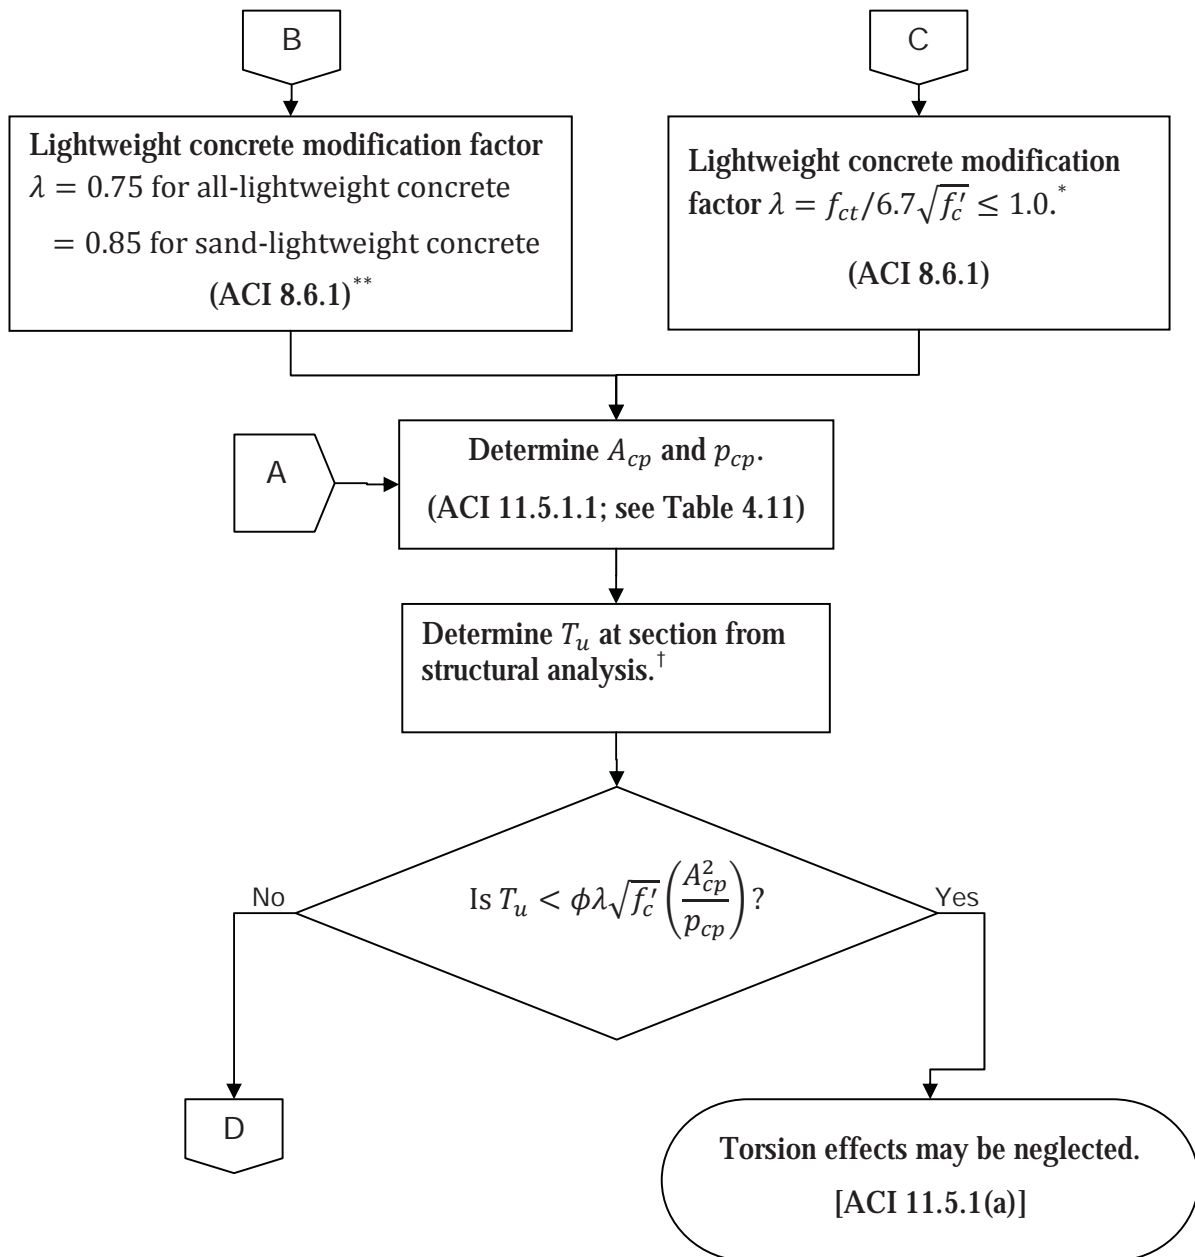 B
C
Lightweight concrete modification factor
λ = 0.75 for all-lightweight concrete
= 0.85 for sand-lightweight concrete
(ACI 8.6.1)**
Lightweight concrete modification
factor λ = f_ct/6.7√f′_c ≤ 1.0.*
(ACI 8.6.1)
A
Determine A_cp and p_cp.
(ACI 11.5.1.1; see Table 4.11)
Determine T_u at section from
structural analysis.†
No
Is T_u < ϕλ√f′_c (A²_cp/p_cp)?
Yes
D
Torsion effects may be neglected.
[ACI 11.5.1(a)]